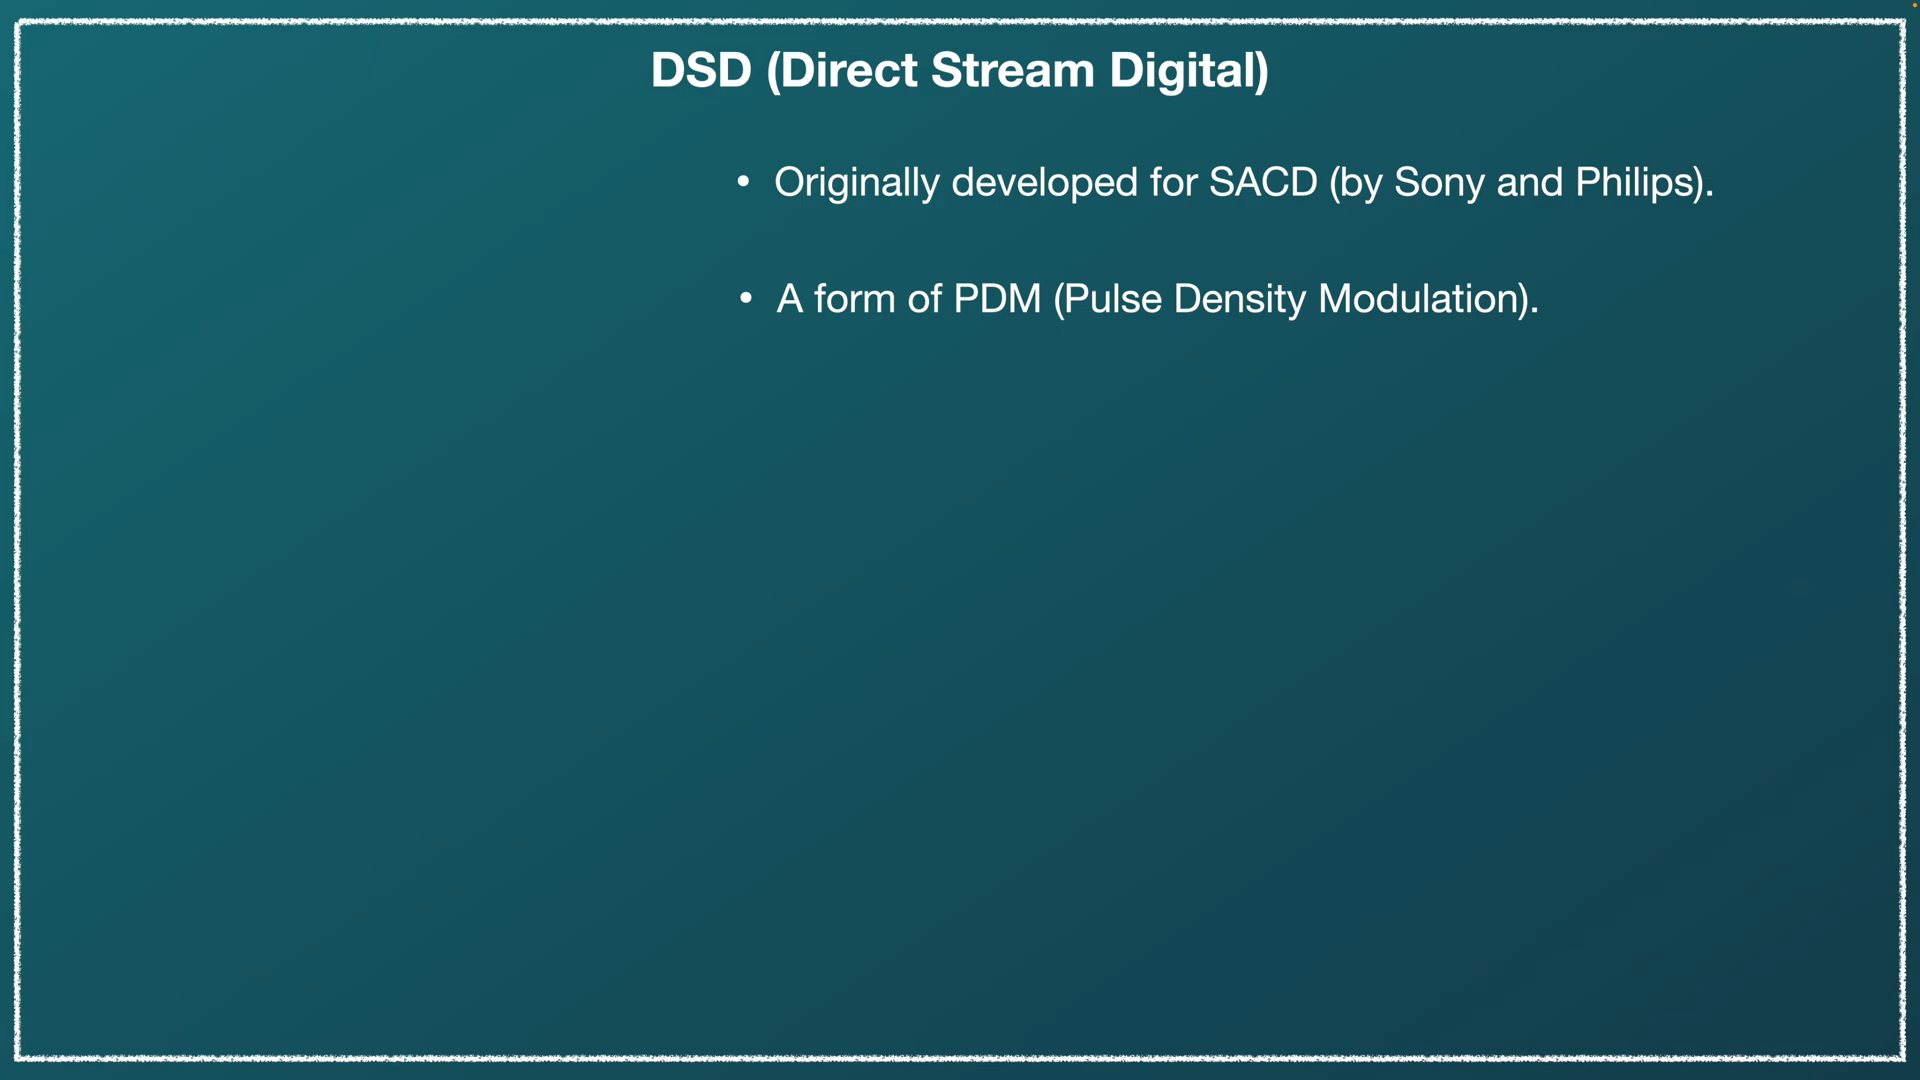 DSD (Direct Stream Digital)
• Originally developed for SACD (by Sony and Philips).
• A form of PDM (Pulse Density Modulation).